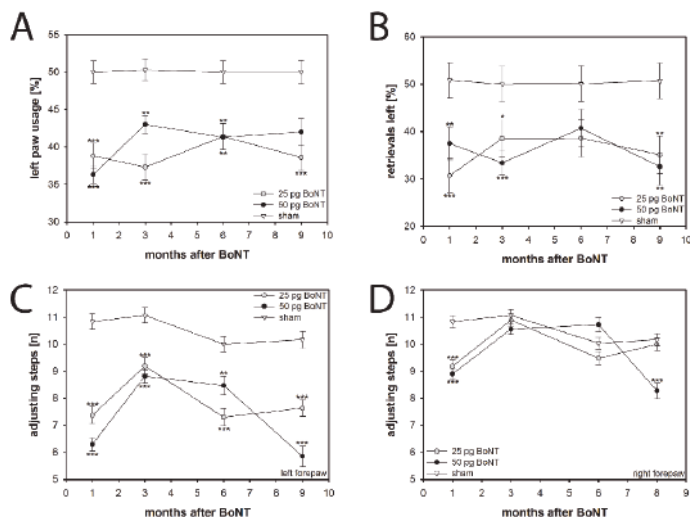 A
left paw usage [%]
55
50
45
40
35
30
** **
*** *** ** ***
25 pg BoNT
50 pg BoNT
sham
0 1 2 3 4 5 6 7 8 9 10
months after BoNT
B
retrievals left [%]
60
50
40
30
20
** * **
** *** *** **
25 pg BoNT
50 pg BoNT
sham
0 1 2 3 4 5 6 7 8 9 10
months after BoNT
C
adjusting steps [n]
12
11
10
9
8
7
6
5
25 pg BoNT
50 pg BoNT
sham
*** *** ** ***
*** *** *** ***
left forepaw
0 1 2 3 4 5 6 7 8 9 10
months after BoNT
D
adjusting steps [n]
12
11
10
9
8
7
6
5
***
*** ***
25 pg BoNT
50 pg BoNT
sham
right forepaw
0 1 2 3 4 5 6 7 8 9
months after BoNT